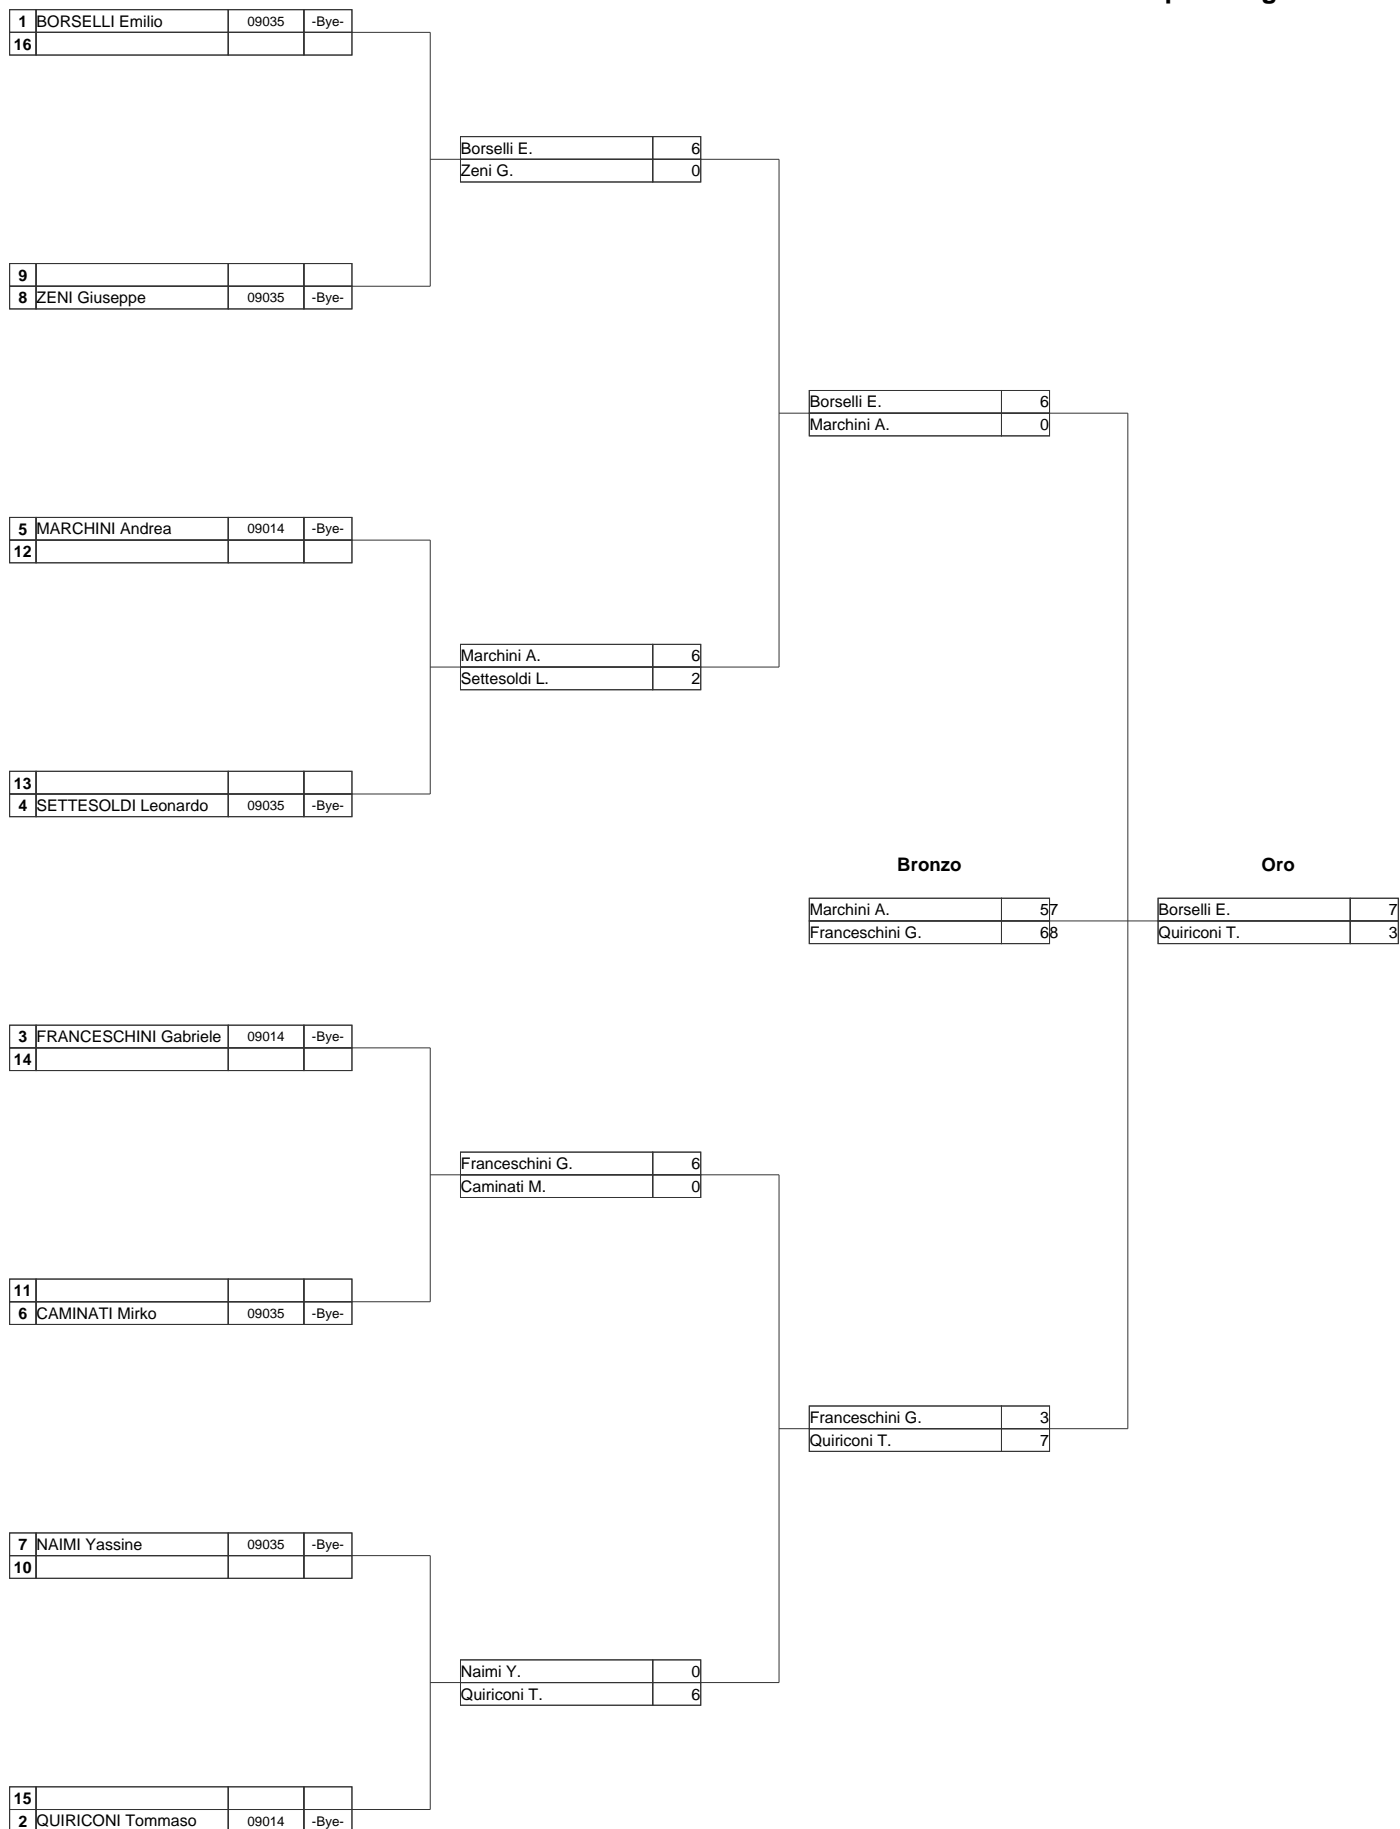 1 BORSELLI Emilio 09035 -Bye-
16
Borselli E. 6
Zeni G. 0
9
8 ZENI Giuseppe 09035 -Bye-
Borselli E. 6
Marchini A. 0
5 MARCHINI Andrea 09014 -Bye-
12
Marchini A. 6
Settesoldi L. 2
13
4 SETTESOLDI Leonardo 09035 -Bye-
Bronzo Oro
Marchini A. 57 Borselli E. 7
Franceschini G. 68 Quiriconi T. 3
3 FRANCESCHINI Gabriele 09014 -Bye-
14
Franceschini G. 6
Caminati M. 0
11
6 CAMINATI Mirko 09035 -Bye-
Franceschini G. 3
Quiriconi T. 7
7 NAIMI Yassine 09035 -Bye-
10
Naimi Y. 0
Quiriconi T. 6
15
2 QUIRICONI Tommaso 09014 -Bye-